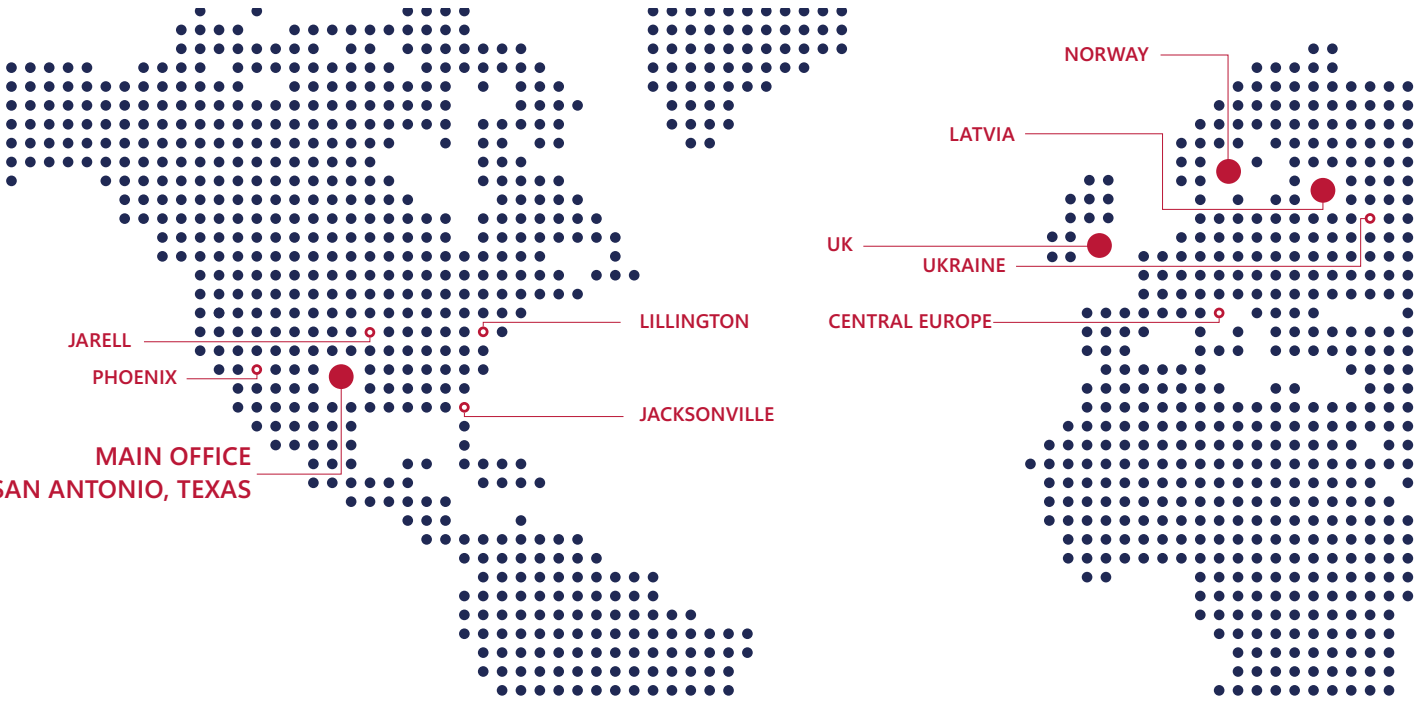 NORWAY
LATVIA
UK
UKRAINE
LILLINGTON
CENTRAL EUROPE
JARELL
PHOENIX
JACKSONVILLE
MAIN OFFICE
SAN ANTONIO, TEXAS